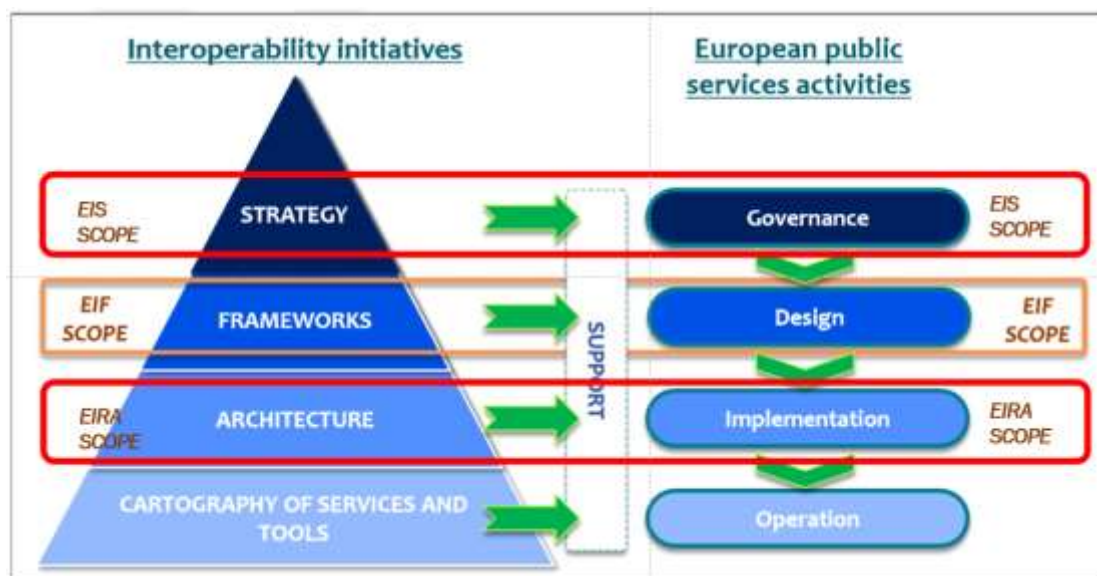 Interoperability initiatives
European public
services activities
EIS
SCOPE
STRATEGY
Governance
EIS
SCOPE
EIF
SCOPE
FRAMEWORKS
Design
EIF
SCOPE
SUPPORT
EIRA
SCOPE
ARCHITECTURE
Implementation
EIRA
SCOPE
CARTOGRAPHY OF SERVICES AND
TOOLS
Operation